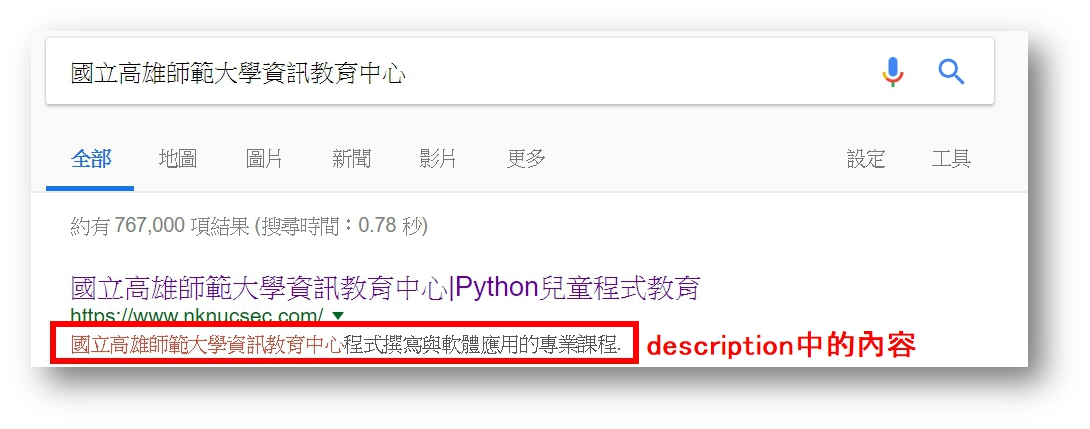 國立高雄師範大學資訊教育中心
全部 地圖 圖片 新聞 影片 更多 設定 工具
約有 767,000 項結果 (搜尋時間：0.78 秒)
國立高雄師範大學資訊教育中心|Python兒童程式教育
https://www.nknucsec.com/
國立高雄師範大學資訊教育中心程式撰寫與軟體應用的專業課程.
description中的內容